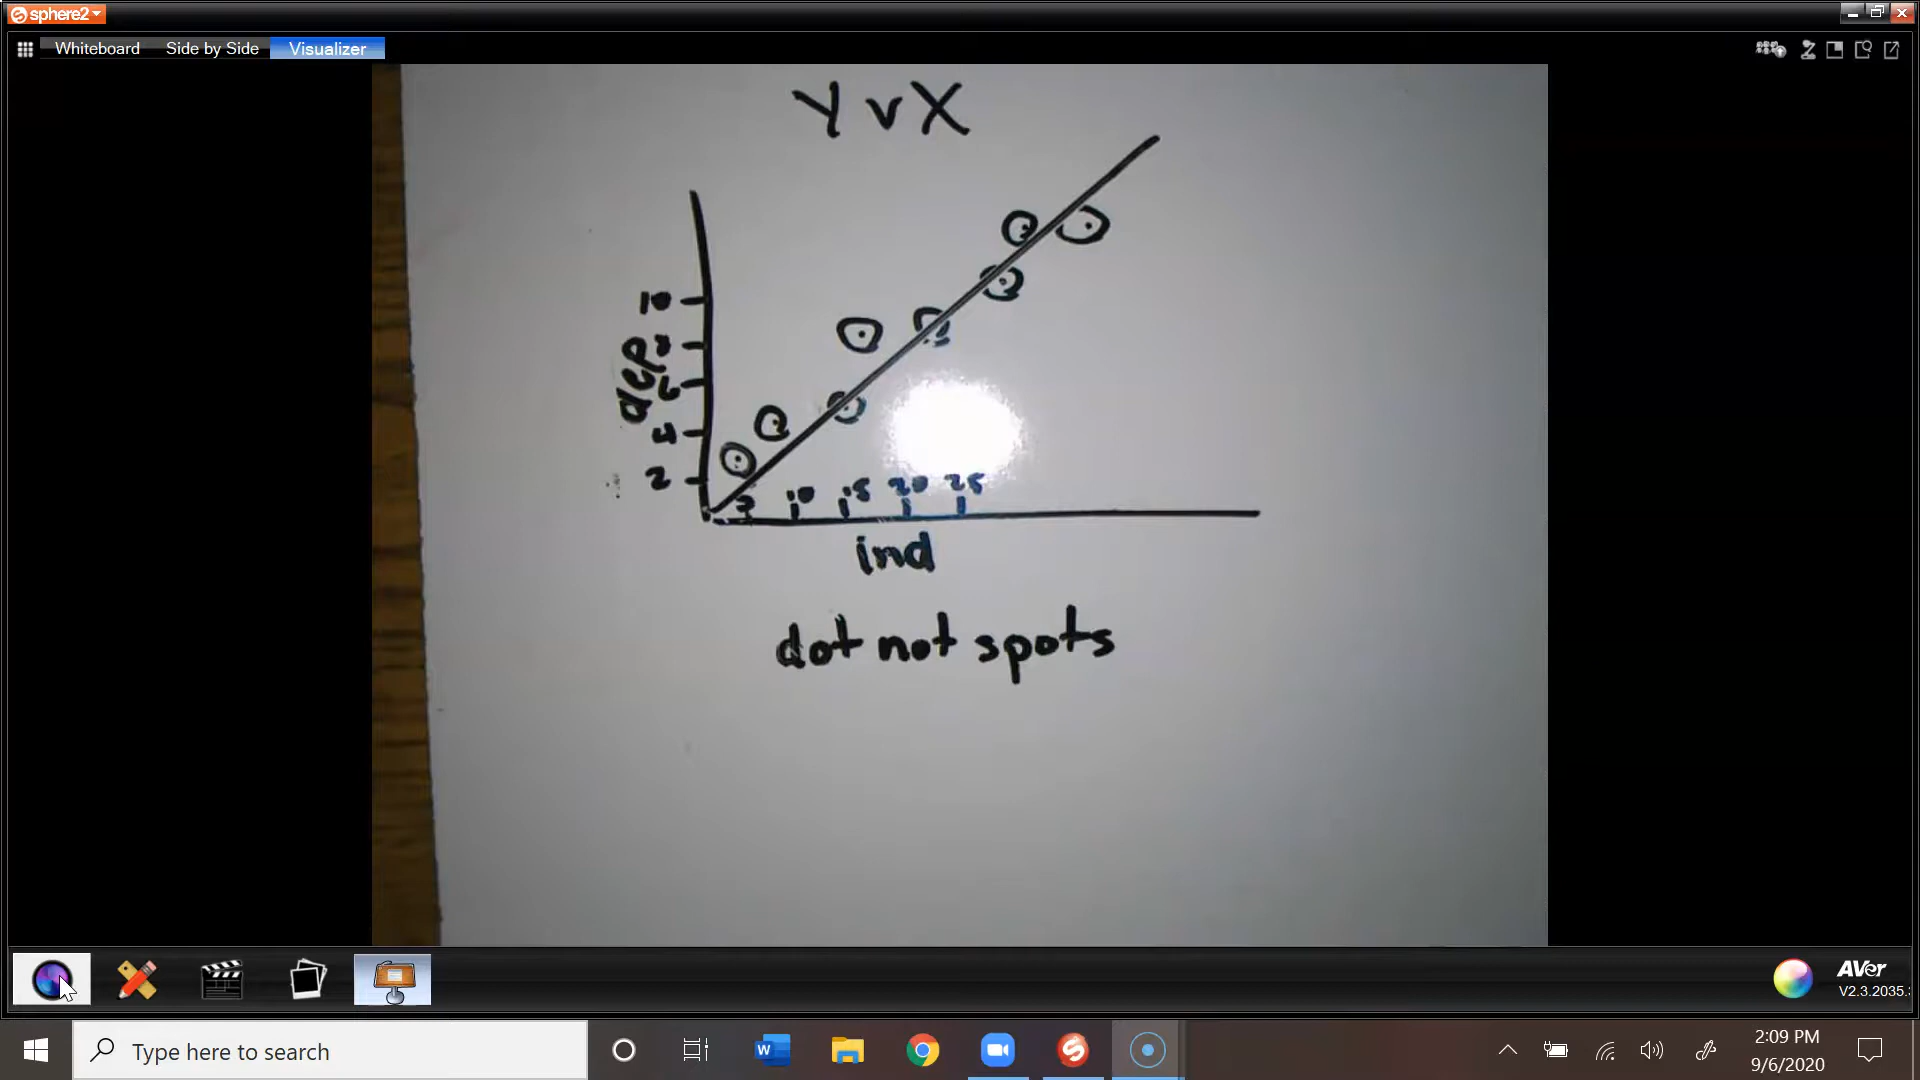 sphere2
Whiteboard Side by Side Visualizer
Y v X
10
8
6
4
2
dep
10 15 20 25
ind
dot not spots
AVer
V2.3.2035.
Type here to search
2:09 PM
9/6/2020